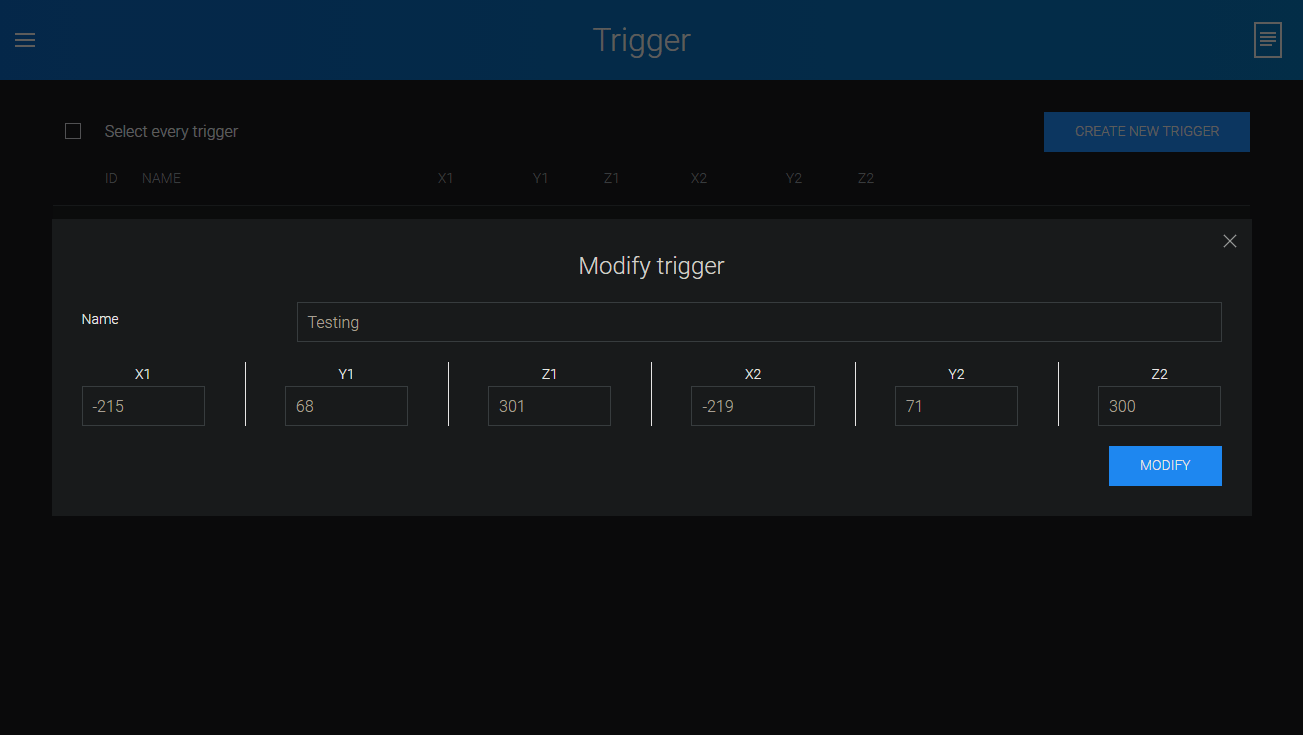 Trigger
Select every trigger
CREATE NEW TRIGGER
ID NAME X1 Y1 Z1 X2 Y2 Z2
Modify trigger
Name Testing
X1 Y1 Z1 X2 Y2 Z2
-215 68 301 -219 71 300
MODIFY